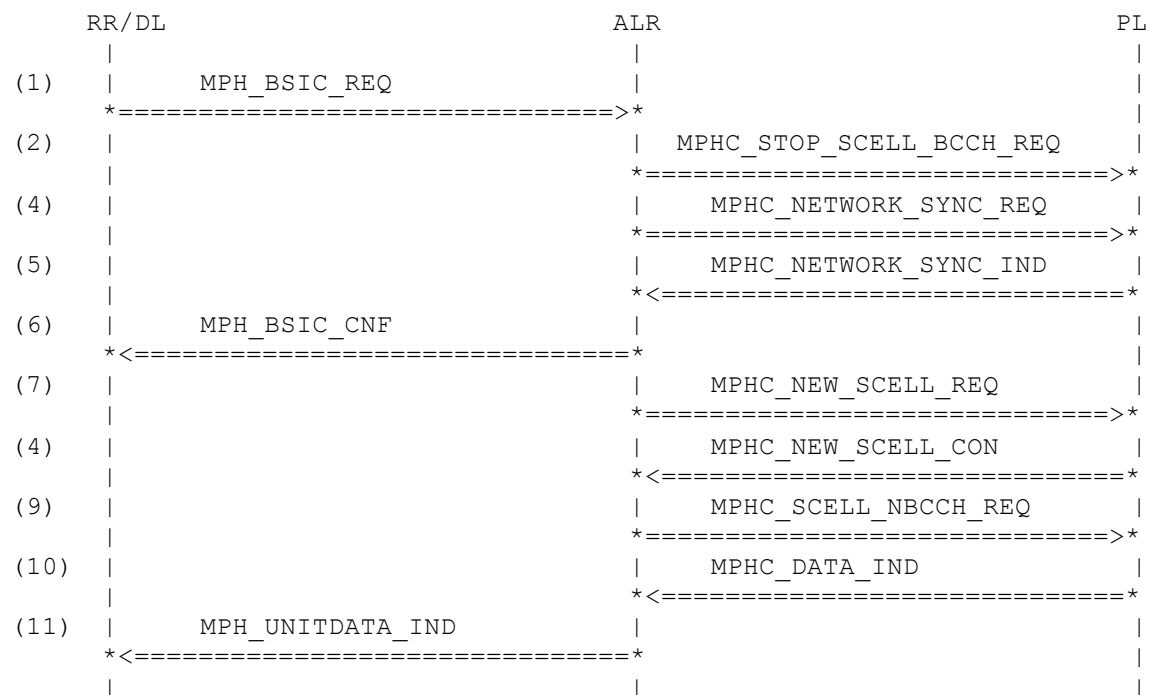 RR/DL ALR PL
(1) MPH_BSIC_REQ
(2) MPHC_STOP_SCELL_BCCH_REQ
(4) MPHC_NETWORK_SYNC_REQ
(5) MPHC_NETWORK_SYNC_IND
(6) MPH_BSIC_CNF
(7) MPHC_NEW_SCELL_REQ
(4) MPHC_NEW_SCELL_CON
(9) MPHC_SCELL_NBCCH_REQ
(10) MPHC_DATA_IND
(11) MPH_UNITDATA_IND